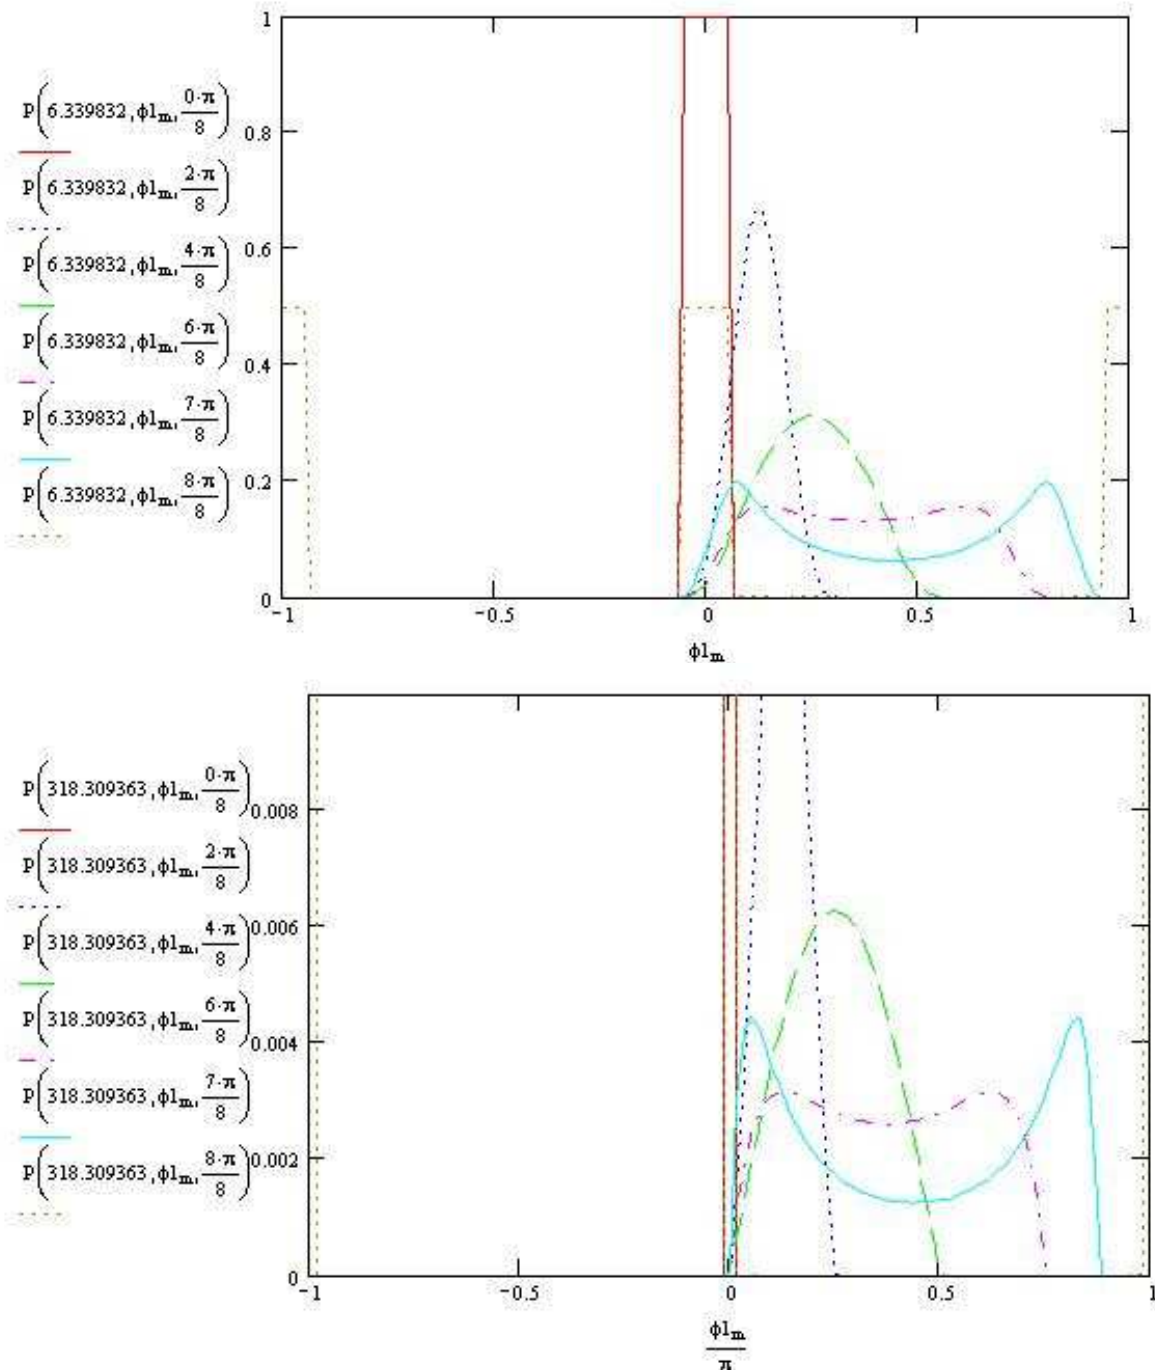 P(6.339832,ϕ1m,0·π/8)
P(6.339832,ϕ1m,2·π/8)
P(6.339832,ϕ1m,4·π/8)
P(6.339832,ϕ1m,6·π/8)
P(6.339832,ϕ1m,7·π/8)
P(6.339832,ϕ1m,8·π/8)
1
0.8
0.6
0.4
0.2
0
−1 −0.5 0 0.5 1
ϕ1m
P(318.309363,ϕ1m,0·π/8)
P(318.309363,ϕ1m,2·π/8)
P(318.309363,ϕ1m,4·π/8)
P(318.309363,ϕ1m,6·π/8)
P(318.309363,ϕ1m,7·π/8)
P(318.309363,ϕ1m,8·π/8)
0.008
0.006
0.004
0.002
0
−1 −0.5 0 0.5 1
ϕ1m/π